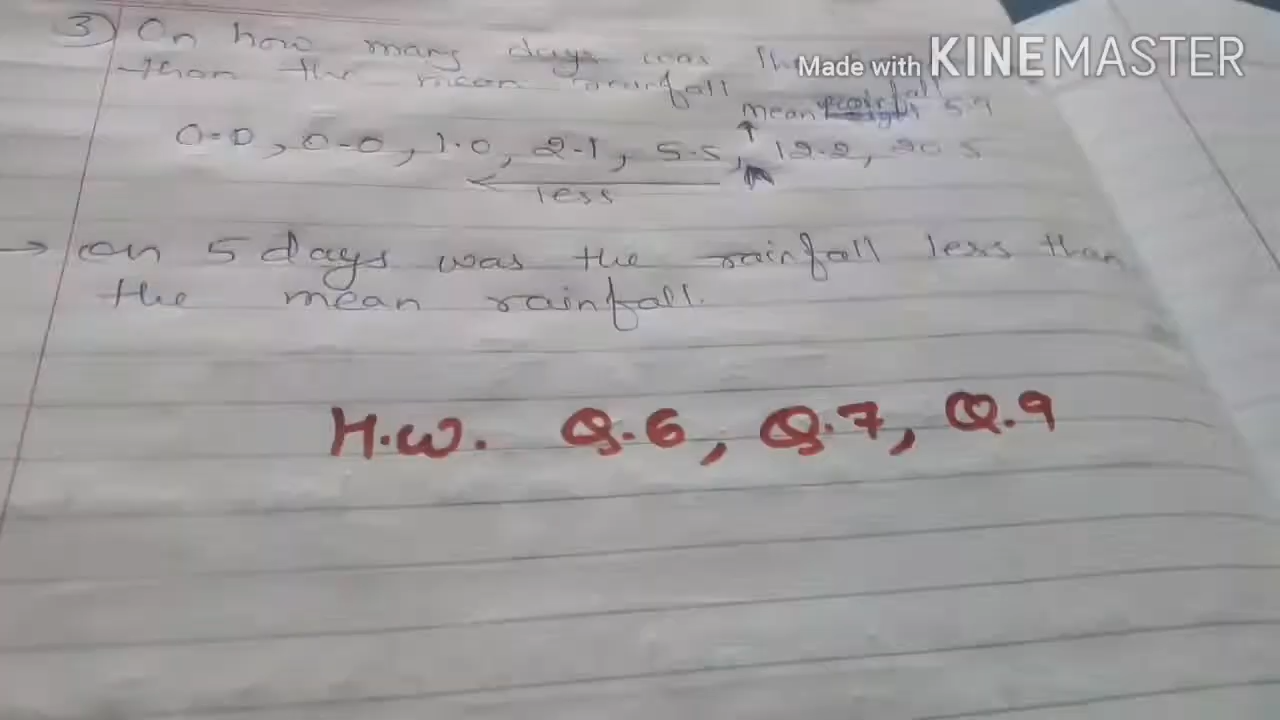 3) On how many days was the
than the mean rainfall
Made with KINEMASTER
mean rainfall 5.9
0.0, 0.0, 1.0, 2.1, 5.5, 12.2, 20.5
less
→ On 5 days was the rainfall less than
the mean rainfall.
H.W. Q.6, Q.7, Q.9